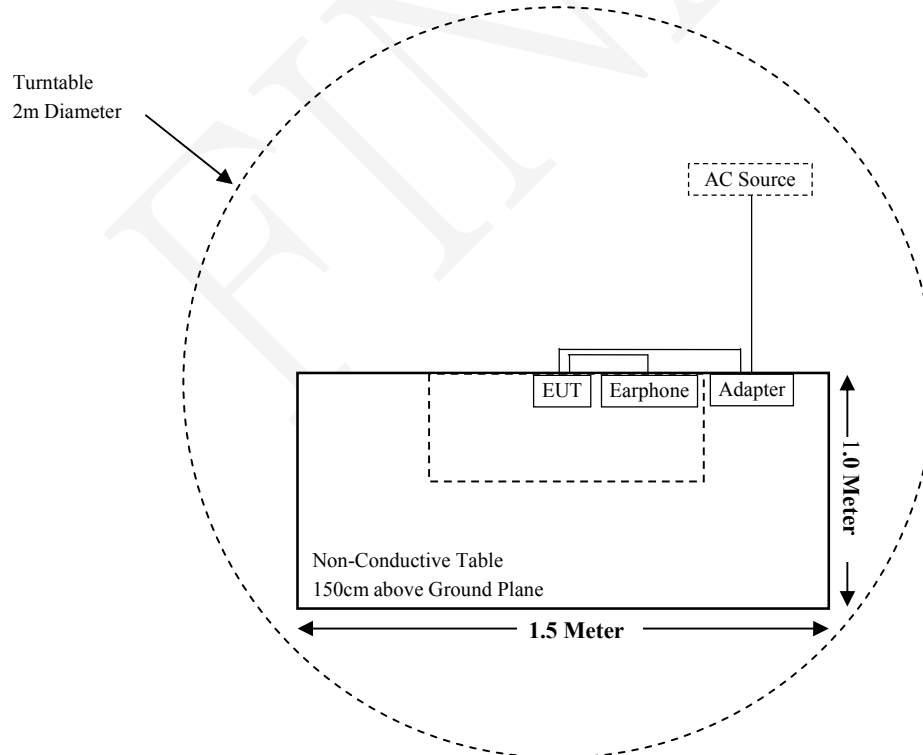 Turntable
2m Diameter
AC Source
EUT
Earphone
Adapter
1.0 Meter
Non-Conductive Table
150cm above Ground Plane
1.5 Meter